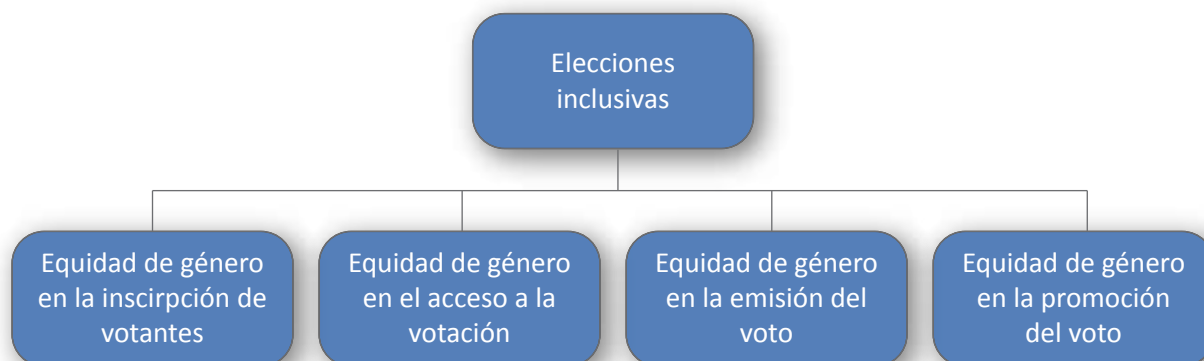 Elecciones
inclusivas
Equidad de género
en la inscirpción de
votantes
Equidad de género
en el acceso a la
votación
Equidad de género
en la emisión del
voto
Equidad de género
en la promoción
del voto